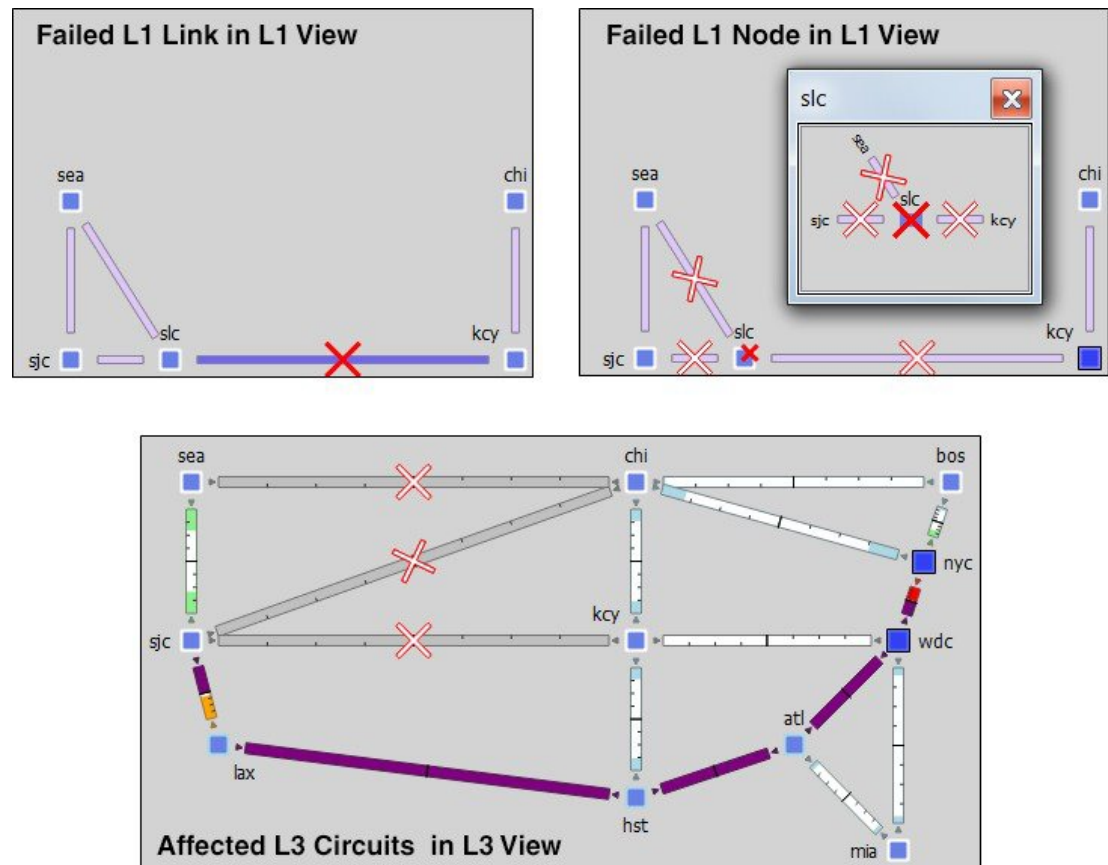 Failed L1 Link in L1 View
sea
chi
slc
kcy
sjc
Failed L1 Node in L1 View
slc
sea
slc
sjc
kcy
sea
chi
slc
kcy
sjc
sea
chi
bos
nyc
kcy
sjc
wdc
atl
lax
hst
Affected L3 Circuits in L3 View
mia